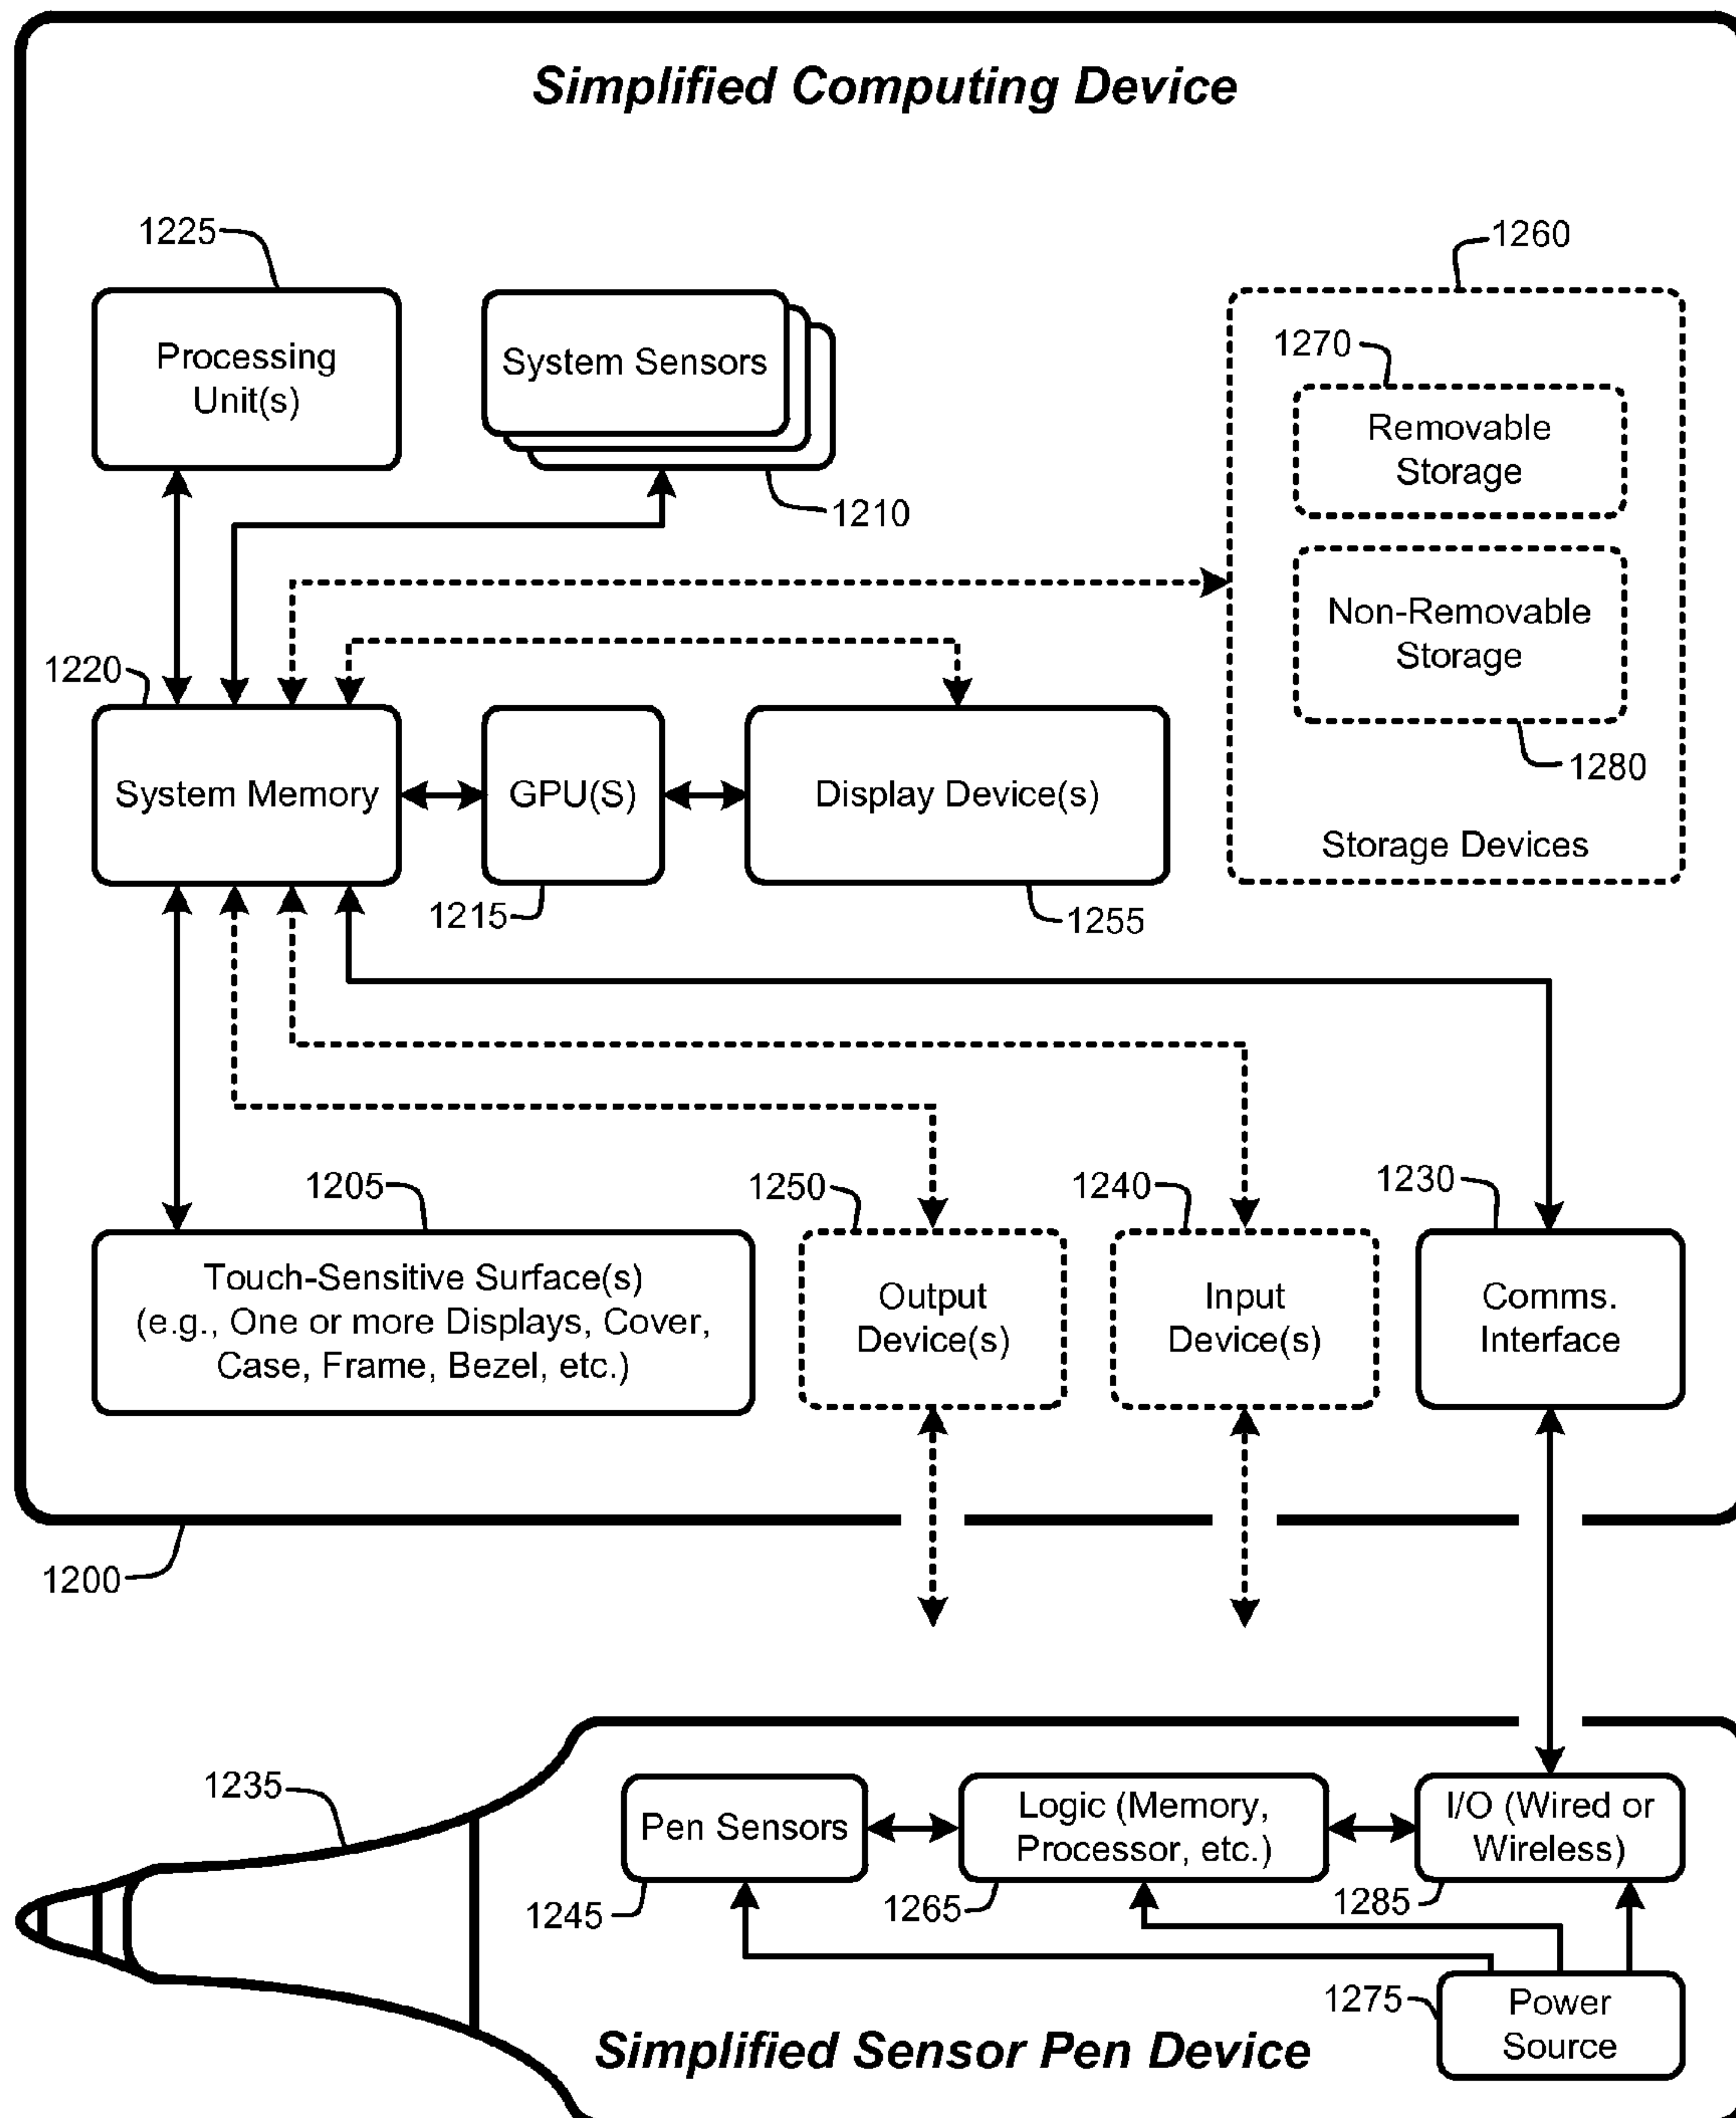 Simplified Computing Device
1225
1260
Processing
Unit(s)
System Sensors
1270
Removable
Storage
1210
Non-Removable
Storage
1220
1280
System Memory
GPU(S)
Display Device(s)
Storage Devices
1215
1255
1205
1250
1240
1230
Touch-Sensitive Surface(s)
(e.g., One or more Displays, Cover,
Case, Frame, Bezel, etc.)
Output
Device(s)
Input
Device(s)
Comms.
Interface
1200
1235
Pen Sensors
Logic (Memory,
Processor, etc.)
I/O (Wired or
Wireless)
1245
1265
1285
1275
Power
Source
Simplified Sensor Pen Device